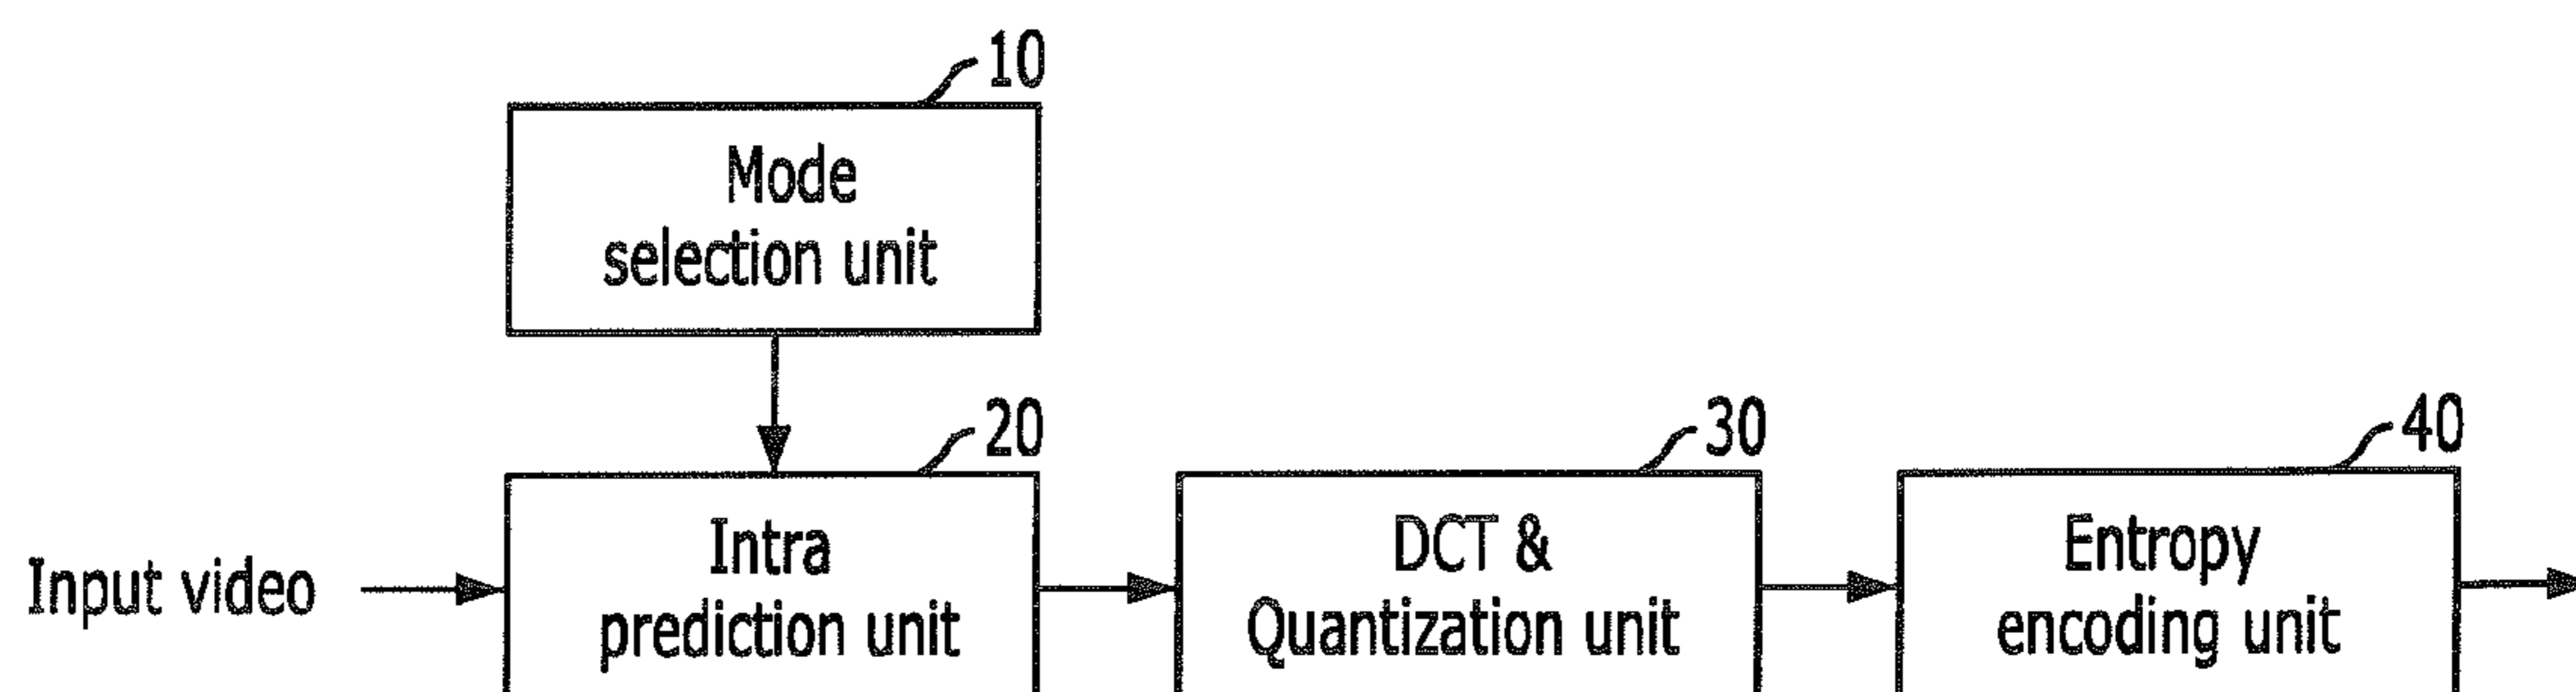 10
Mode
selection unit
20
30
40
Input video
Intra
prediction unit
DCT &
Quantization unit
Entropy
encoding unit